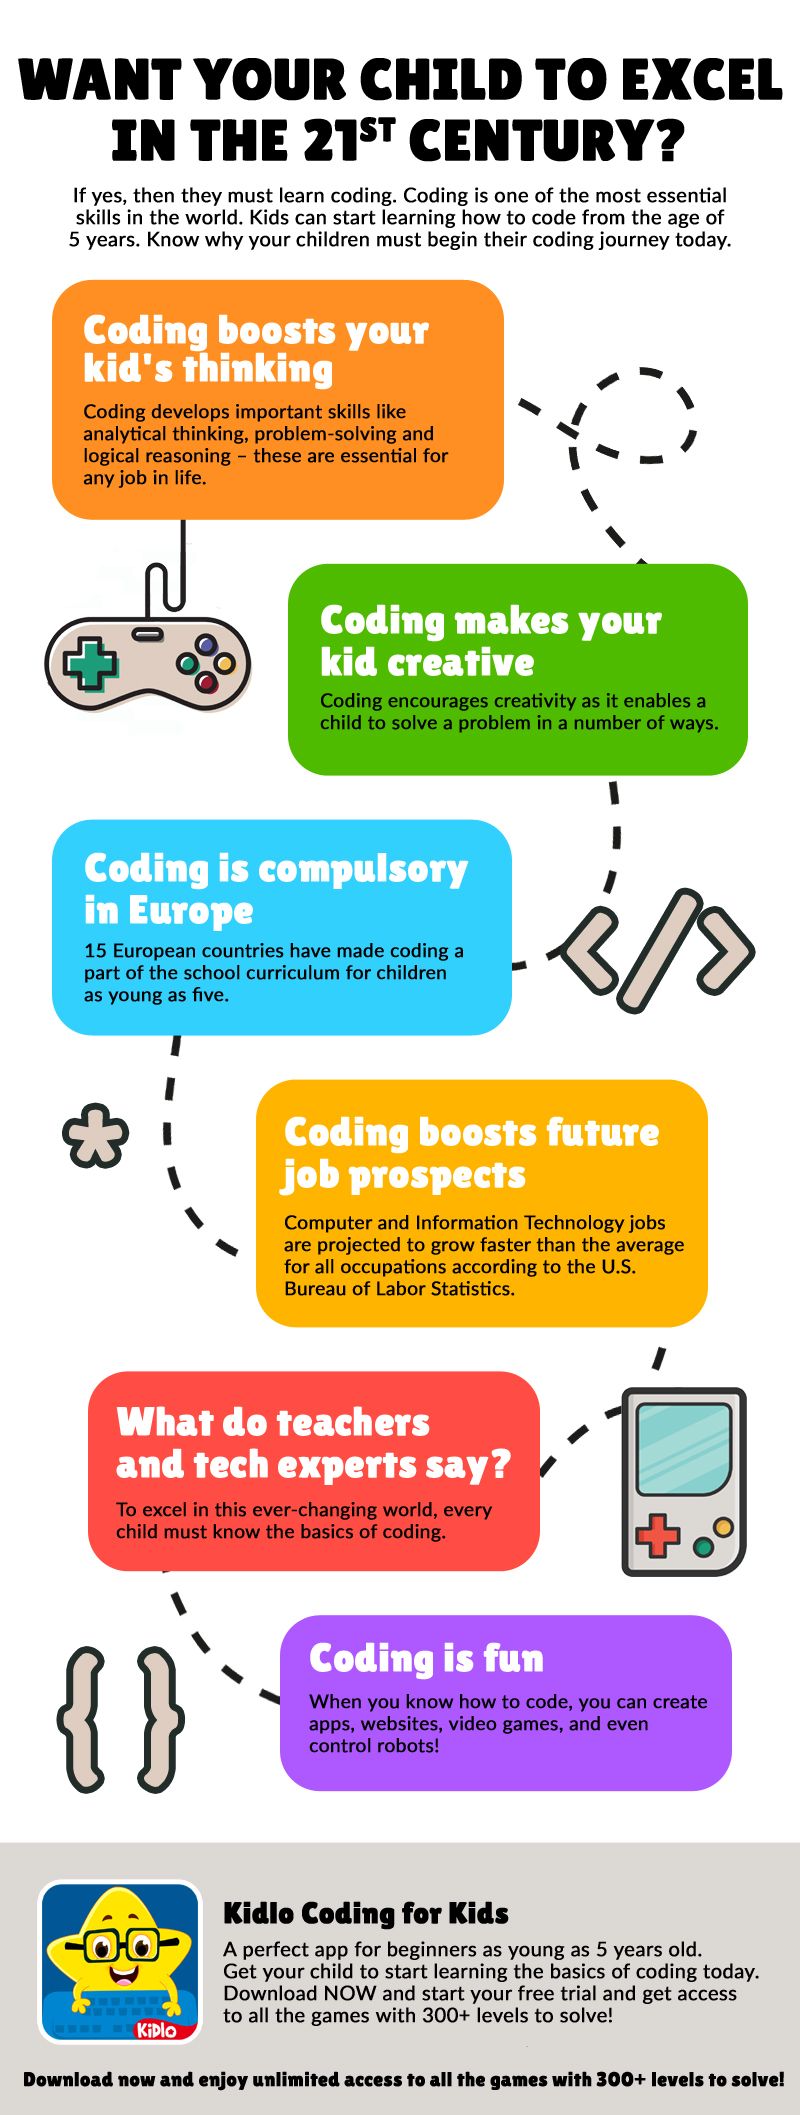 WANT YOUR CHILD TO EXCEL
IN THE 21ST CENTURY?
If yes, then they must learn coding. Coding is one of the most essential
skills in the world. Kids can start learning how to code from the age of
5 years. Know why your children must begin their coding journey today.
Coding boosts your
kid's thinking
Coding develops important skills like
analytical thinking, problem-solving and
logical reasoning – these are essential for
any job in life.
Coding makes your
kid creative
Coding encourages creativity as it enables a
child to solve a problem in a number of ways.
Coding is compulsory
in Europe
15 European countries have made coding a
part of the school curriculum for children
as young as five.
</>
*
Coding boosts future
job prospects
Computer and Information Technology jobs
are projected to grow faster than the average
for all occupations according to the U.S.
Bureau of Labor Statistics.
What do teachers
and tech experts say?
To excel in this ever-changing world, every
child must know the basics of coding.
{ }
Coding is fun
When you know how to code, you can create
apps, websites, video games, and even
control robots!
Kidlo
Kidlo Coding for Kids
A perfect app for beginners as young as 5 years old.
Get your child to start learning the basics of coding today.
Download NOW and start your free trial and get access
to all the games with 300+ levels to solve!
Download now and enjoy unlimited access to all the games with 300+ levels to solve!